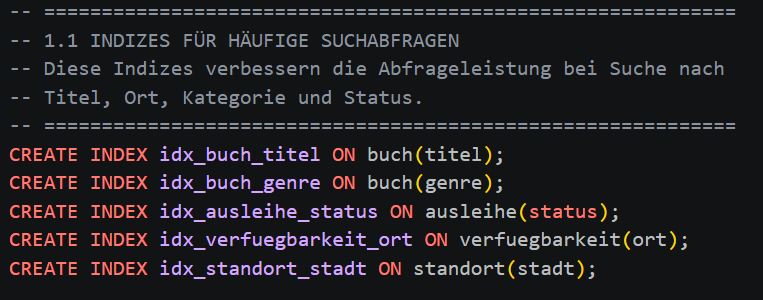 -- ============================================================
-- 1.1 INDIZES FÜR HÄUFIGE SUCHABFRAGEN
-- Diese Indizes verbessern die Abfrageleistung bei Suche nach
-- Titel, Ort, Kategorie und Status.
-- ============================================================
CREATE INDEX idx_buch_titel ON buch(titel);
CREATE INDEX idx_buch_genre ON buch(genre);
CREATE INDEX idx_ausleihe_status ON ausleihe(status);
CREATE INDEX idx_verfuegbarkeit_ort ON verfuegbarkeit(ort);
CREATE INDEX idx_standort_stadt ON standort(stadt);